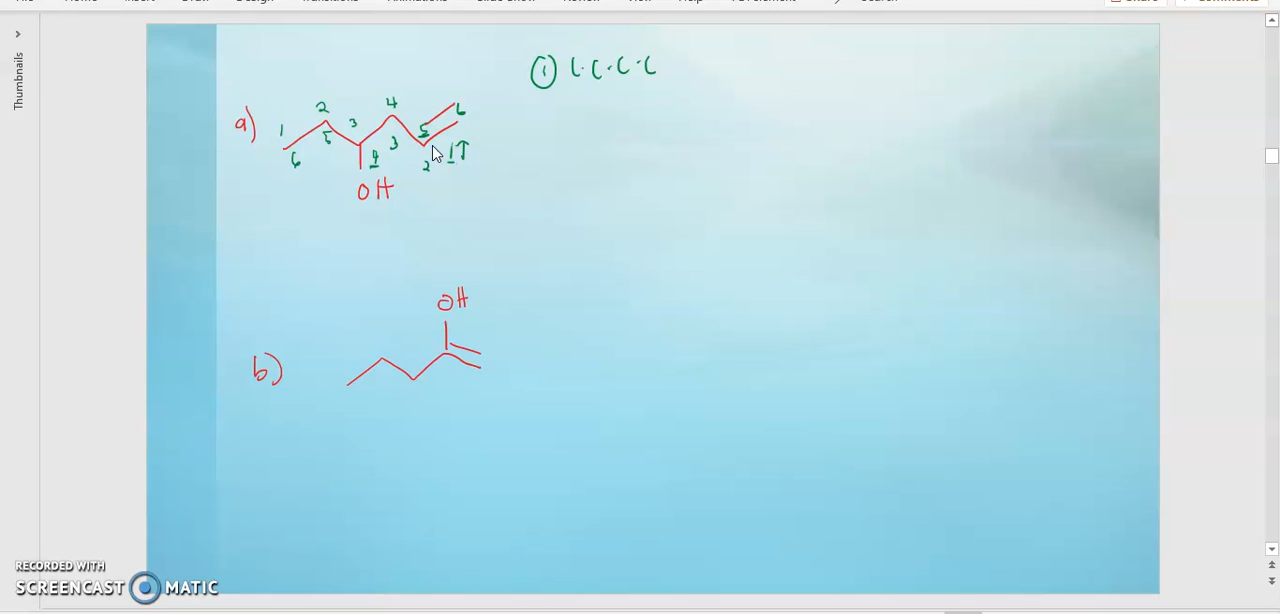 Thumbnails
① C-C-C-C
a)
1 2 3 4 5 6
6 5 4 3 2 1↑
OH
OH
b)
RECORDED WITH
SCREENCAST MATIC